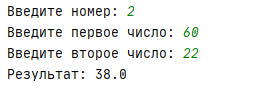 Введите номер: 2
Введите первое число: 60
Введите второе число: 22
Результат: 38.0